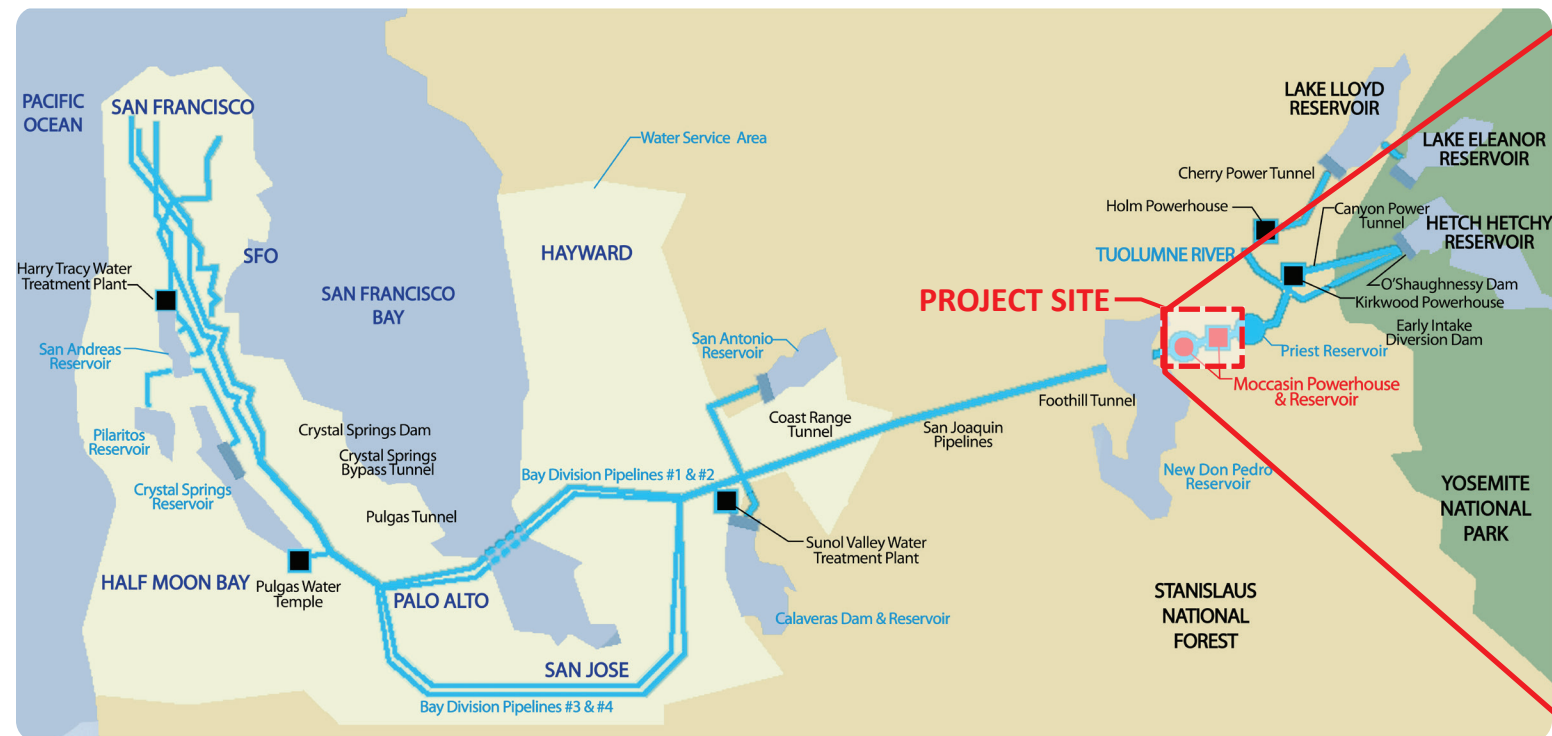 PACIFIC
OCEAN
SAN FRANCISCO
Water Service Area
LAKE LLOYD
RESERVOIR
LAKE ELEANOR
RESERVOIR
Cherry Power Tunnel
Holm Powerhouse
Canyon Power
Tunnel
HETCH HETCHY
RESERVOIR
HAYWARD
SFO
TUOLUMNE RIVER
Harry Tracy Water
Treatment Plant
SAN FRANCISCO
BAY
O'Shaughnessy Dam
Kirkwood Powerhouse
PROJECT SITE
Early Intake
Diversion Dam
San Andreas
Reservoir
San Antonio
Reservoir
Priest Reservoir
Moccasin Powerhouse
& Reservoir
Foothill Tunnel
Coast Range
Tunnel
San Joaquin
Pipelines
Pilaritos
Reservoir
Crystal Springs Dam
Crystal Springs
Bypass Tunnel
Bay Division Pipelines #1 & #2
New Don Pedro
Reservoir
Crystal Springs
Reservoir
YOSEMITE
NATIONAL
PARK
Pulgas Tunnel
Sunol Valley Water
Treatment Plant
HALF MOON BAY
Pulgas Water
Temple
PALO ALTO
Calaveras Dam & Reservoir
STANISLAUS
NATIONAL
FOREST
SAN JOSE
Bay Division Pipelines #3 & #4